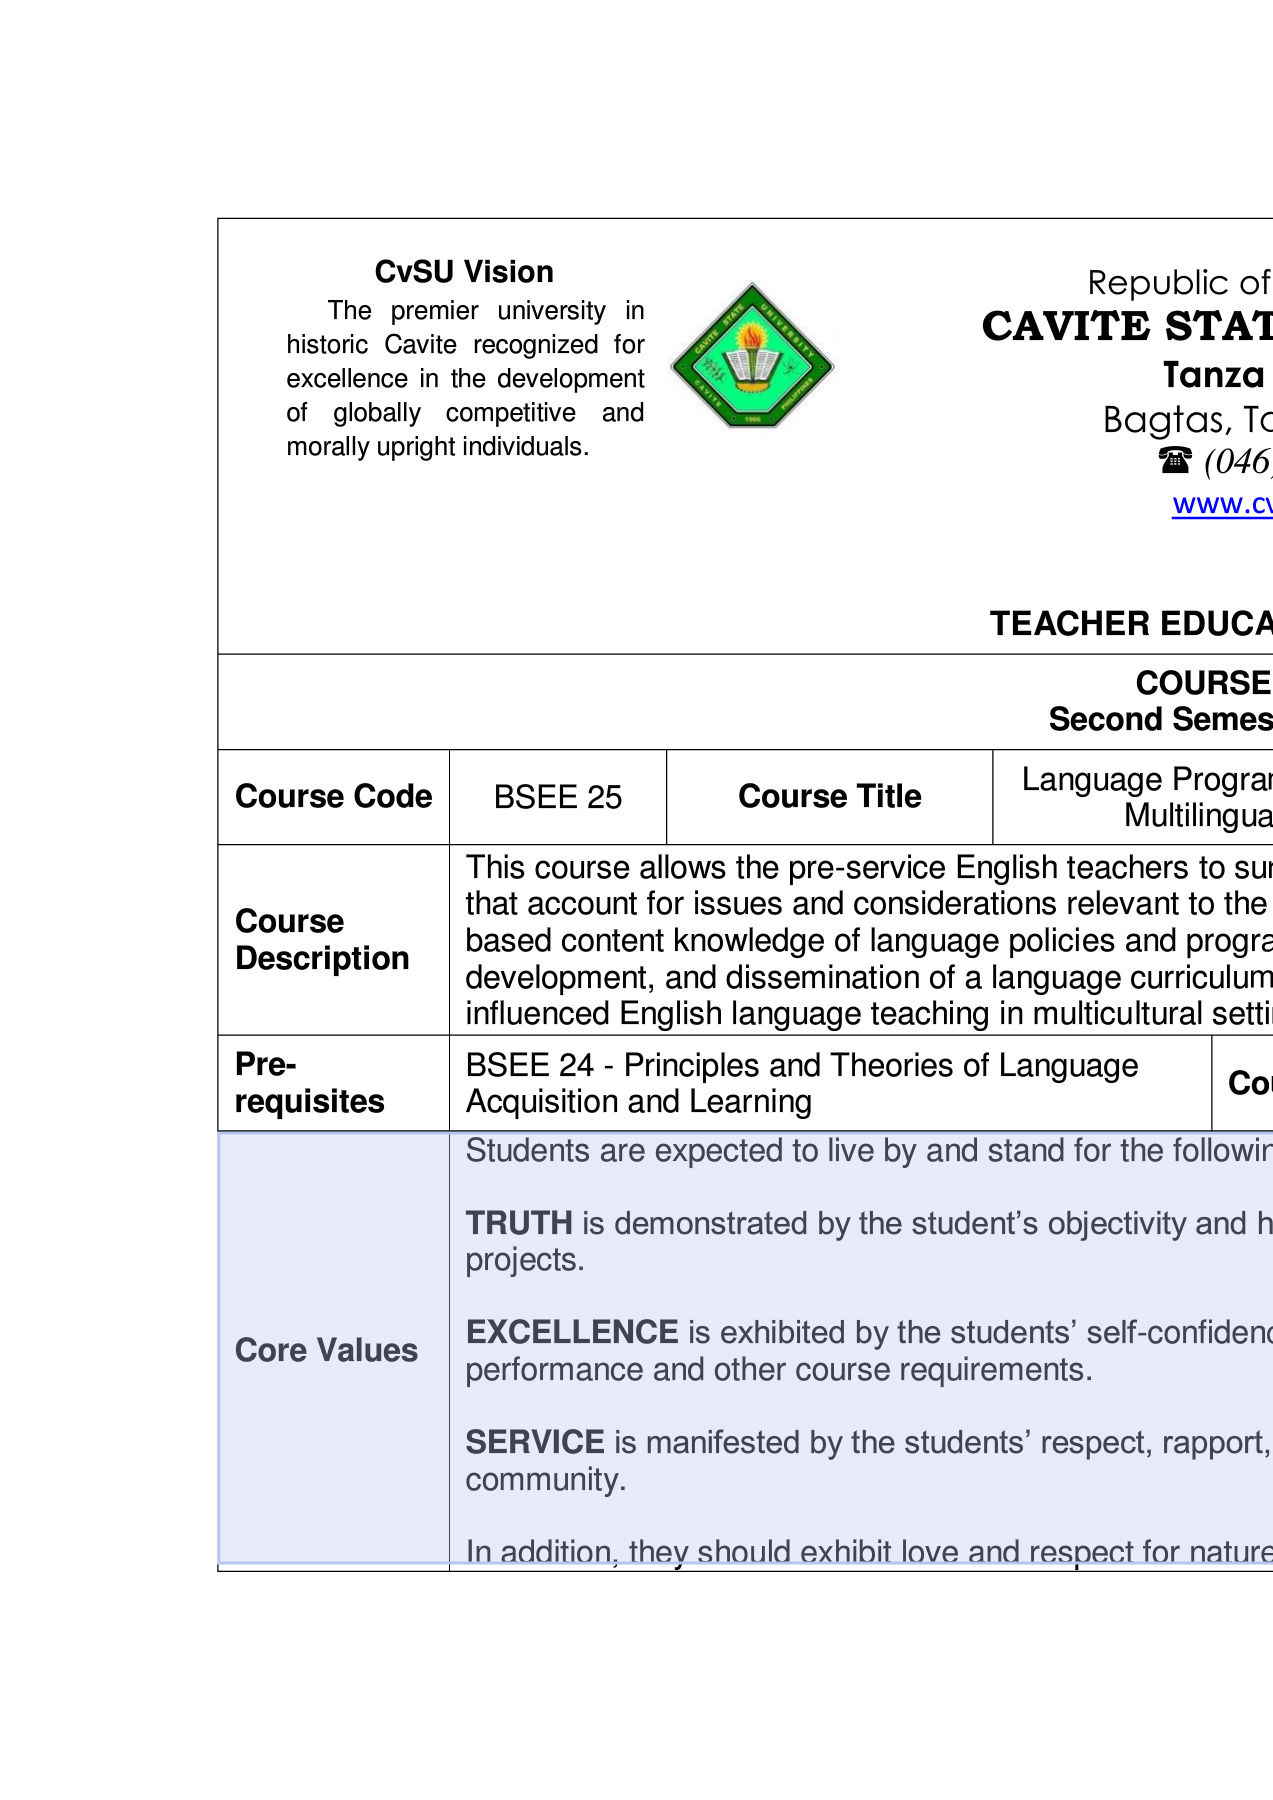 CvSU Vision
The premier university in
historic Cavite recognized for
excellence in the development
of globally competitive and
morally upright individuals.
CAVITE STATE UNIVERSITY
CAVITE
PHILIPPINES
1906
Republic of
CAVITE STAT
Tanza
Bagtas, Ta
☎ (046)
www.cv
TEACHER EDUCA
COURSE
Second Semes
Course Code
BSEE 25
Course Title
Language Program
Multilingua
Course
Description
This course allows the pre-service English teachers to sur
that account for issues and considerations relevant to the
based content knowledge of language policies and progra
development, and dissemination of a language curriculum
influenced English language teaching in multicultural setti
Pre-
requisites
BSEE 24 - Principles and Theories of Language
Acquisition and Learning
Cou
Core Values
Students are expected to live by and stand for the followin
TRUTH is demonstrated by the student’s objectivity and h
projects.
EXCELLENCE is exhibited by the students’ self-confidenc
performance and other course requirements.
SERVICE is manifested by the students’ respect, rapport,
community.
In addition, they should exhibit love and respect for nature